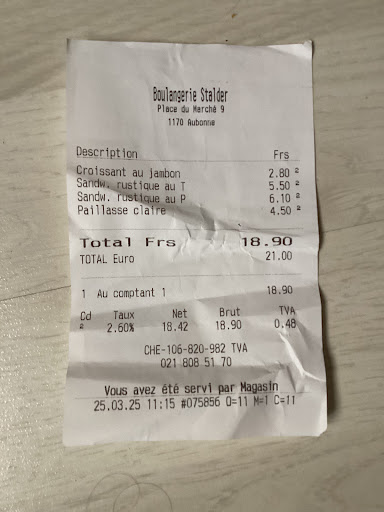 Boulangerie Stalder
Place du Marché 9
1170 Aubonne
Description Frs
Croissant au jambon 2.80 ²
Sandw. rustique au T 5.50 ²
Sandw. rustique au P 6.10 ²
Paillasse claire 4.50 ²
Total Frs 18.90
TOTAL Euro 21.00
1 Au comptant 1 18.90
Cd Taux Net Brut TVA
² 2.60% 18.42 18.90 0.48
CHE-106-820-982 TVA
021 808 51 70
Vous avez été servi par Magasin
25.03.25 11:15 #075856 O=11 M=1 C=11